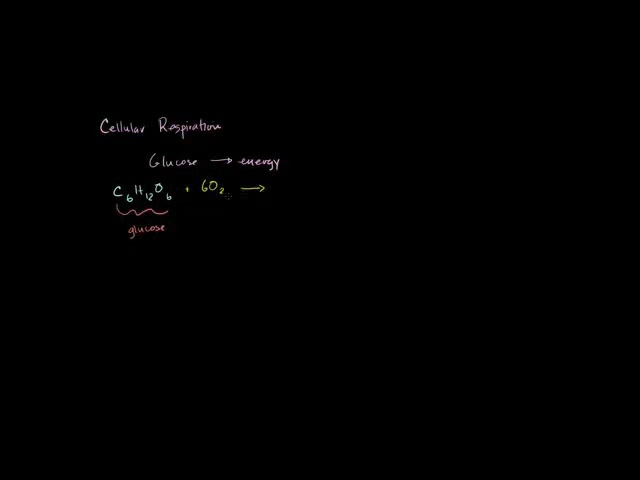 Cellular Respiration
Glucose → energy
C₆H₁₂O₆ + 6O₂ →
glucose